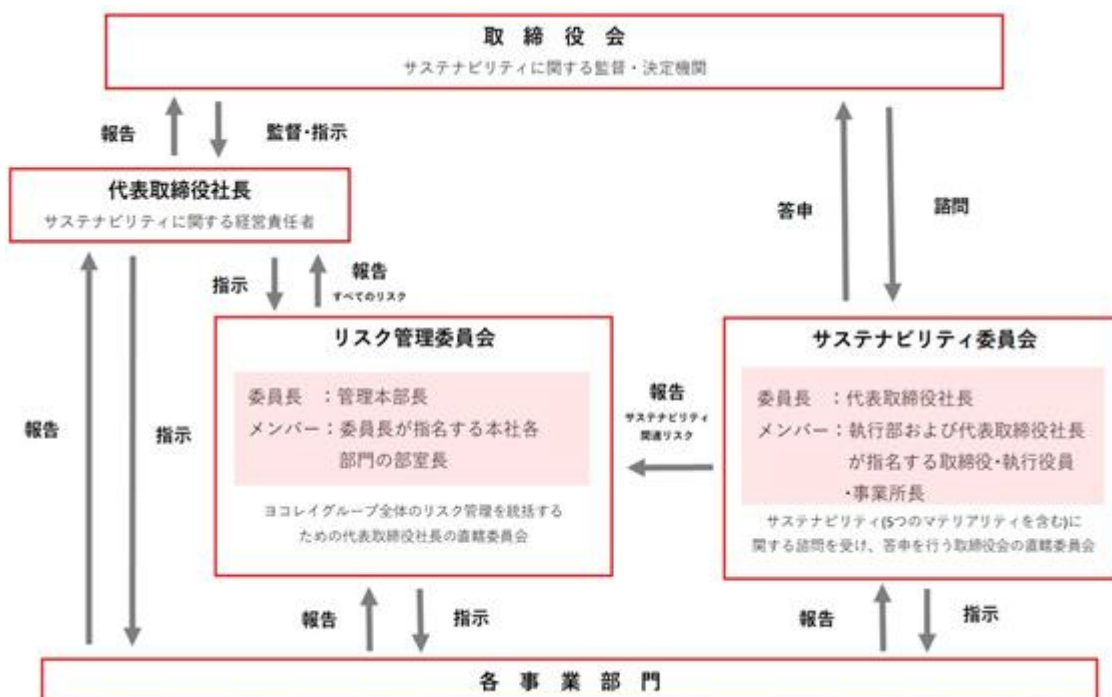 取締役会
サステナビリティに関する監督・決定機関
報告
監督・指示
代表取締役社長
サステナビリティに関する経営責任者
答申
諮問
指示
報告
すべてのリスク
リスク管理委員会
委員長 ：管理本部長
メンバー：委員長が指名する本社各
部門の部室長
ヨコレイグループ全体のリスク管理を統括する
ための代表取締役社長の直轄委員会
報告
サステナビリティ
関連リスク
サステナビリティ委員会
委員長 ：代表取締役社長
メンバー：執行部および代表取締役社長
が指名する取締役・執行役員
・事業所長
サステナビリティ(5つのマテリアリティを含む)に
関する諮問を受け、答申を行う取締役会の直轄委員会
報告
指示
報告
指示
報告
指示
各事業部門